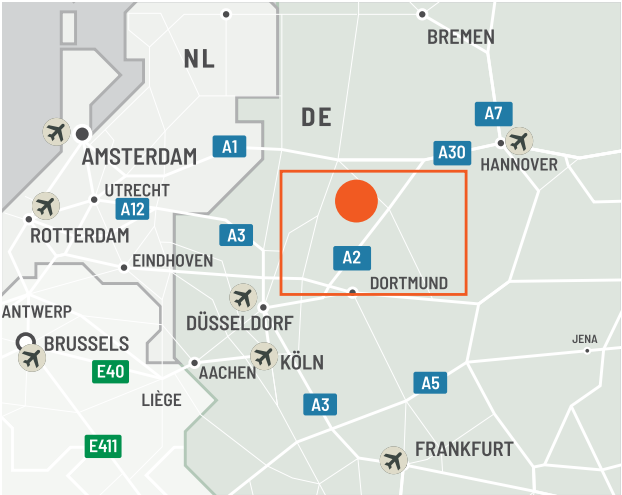 BREMEN
NL
DE
A7
AMSTERDAM
A1
A30
HANNOVER
UTRECHT
A12
ROTTERDAM
A3
A2
EINDHOVEN
DORTMUND
ANTWERP
DÜSSELDORF
BRUSSELS
JENA
KÖLN
AACHEN
E40
A5
LIÈGE
A3
E411
FRANKFURT